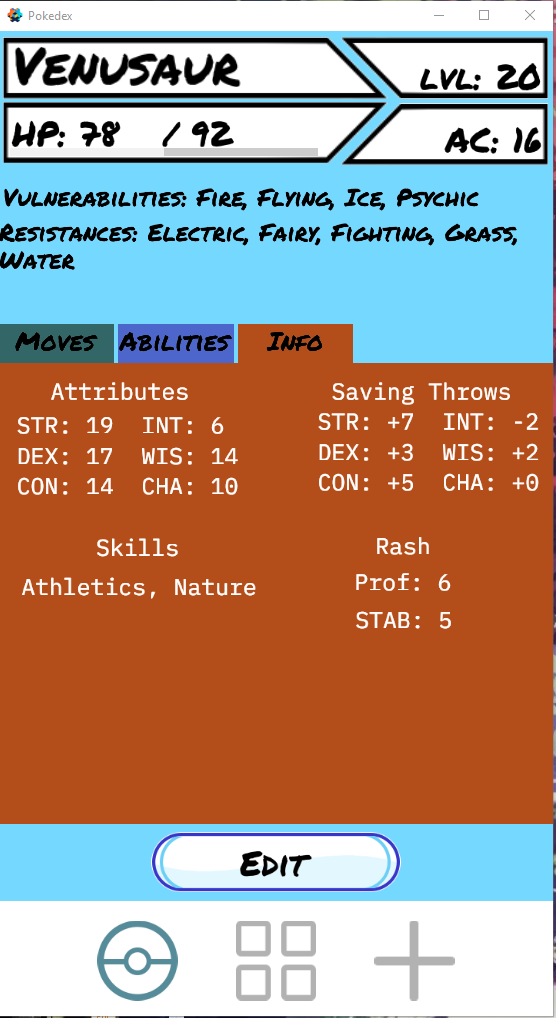 Pokedex
VENUSAUR
LVL: 20
HP: 78 / 92
AC: 16
VULNERABILITIES: FIRE, FLYING, ICE, PSYCHIC
RESISTANCES: ELECTRIC, FAIRY, FIGHTING, GRASS,
WATER
MOVES ABILITIES INFO
Attributes
STR: 19 INT: 6
DEX: 17 WIS: 14
CON: 14 CHA: 10
Saving Throws
STR: +7 INT: -2
DEX: +3 WIS: +2
CON: +5 CHA: +0
Skills
Athletics, Nature
Rash
Prof: 6
STAB: 5
EDIT